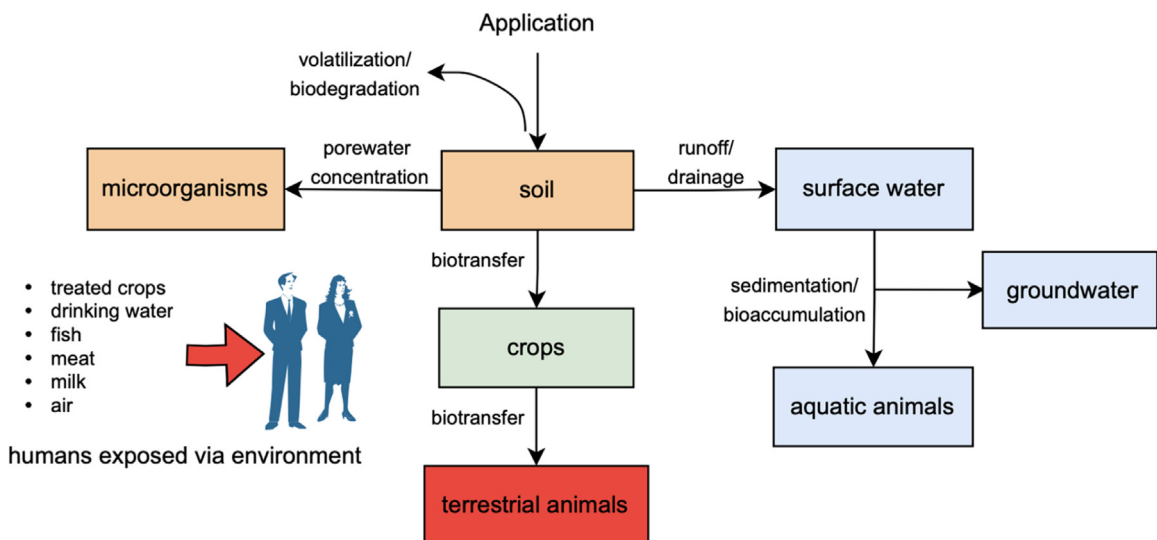 Application
volatilization/
biodegradation
porewater
concentration
runoff/
drainage
microorganisms
soil
surface water
biotransfer
sedimentation/
bioaccumulation
groundwater
• treated crops
• drinking water
• fish
• meat
• milk
• air
crops
aquatic animals
biotransfer
humans exposed via environment
terrestrial animals